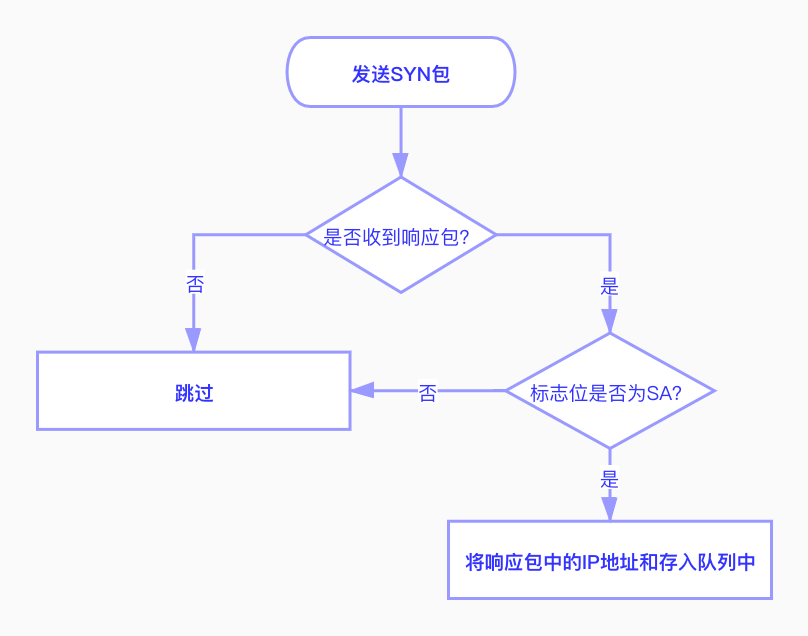 发送SYN包
是否收到响应包?
否
是
跳过
否
标志位是否为SA?
是
将响应包中的IP地址和存入队列中